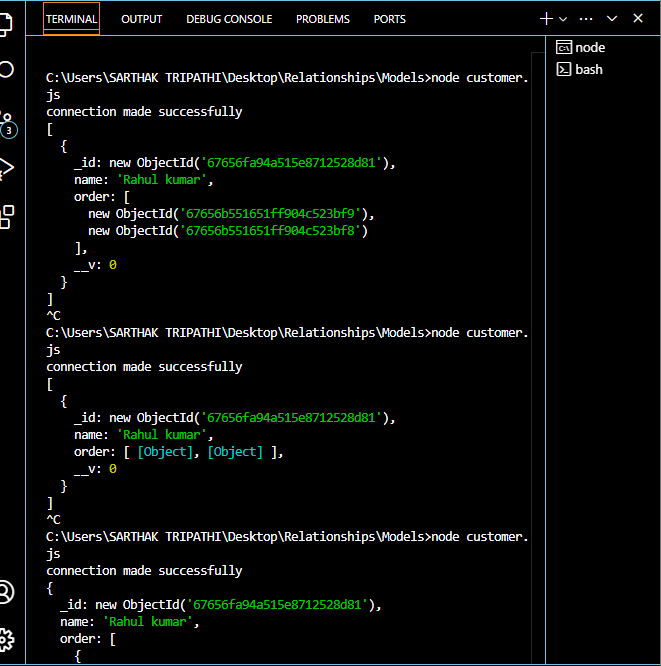 TERMINAL OUTPUT DEBUG CONSOLE PROBLEMS PORTS
node
bash
3
C:\Users\SARTHAK TRIPATHI\Desktop\Relationships\Models>node customer.
js
connection made successfully
[
{
_id: new ObjectId('67656fa94a515e8712528d81'),
name: 'Rahul kumar',
order: [
new ObjectId('67656b551651ff904c523bf9'),
new ObjectId('67656b551651ff904c523bf8')
],
__v: 0
}
]
^C
C:\Users\SARTHAK TRIPATHI\Desktop\Relationships\Models>node customer.
js
connection made successfully
[
{
_id: new ObjectId('67656fa94a515e8712528d81'),
name: 'Rahul kumar',
order: [ [Object], [Object] ],
__v: 0
}
]
^C
C:\Users\SARTHAK TRIPATHI\Desktop\Relationships\Models>node customer.
js
connection made successfully
{
_id: new ObjectId('67656fa94a515e8712528d81'),
name: 'Rahul kumar',
order: [
{